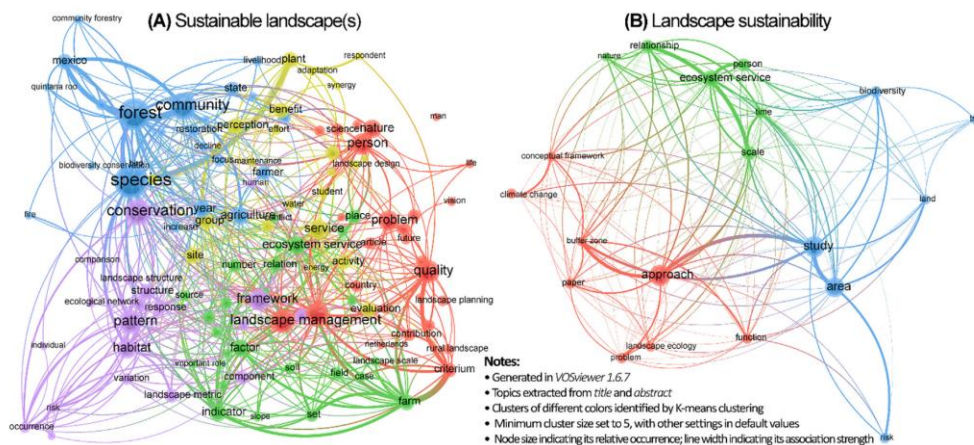 (A) Sustainable landscape(s)
community forestry
mexico
quintana roo
livelihood
plant
respondent
adaptation
synergy
state
benefit
forest
community
restoration
perception
effort
decline
science
nature
person
man
biodiversity conservation
focus
maintenance
landscape design
farmer
human
life
species
student
vision
conservation
year
agriculture
water
conflict
place
problem
fire
increase
group
service
future
comparison
site
ecosystem service
article
number
relation
energy
activity
quality
landscape structure
structure
source
country
ecological network
response
framework
evaluation
landscape planning
pattern
landscape management
contribution
individual
habitat
factor
netherlands
rural landscape
important role
soil
landscape scale
criterium
variation
component
field
case
landscape metric
risk
occurrence
indicator
slope
set
farm
(B) Landscape sustainability
relationship
nature
person
ecosystem service
biodiversity
time
scale
conceptual framework
climate change
land
buffer zone
study
approach
paper
area
function
landscape ecology
problem
risk
Notes:
• Generated in VOSviewer 1.6.7
• Topics extracted from title and abstract
• Clusters of different colors identified by K-means clustering
• Minimum cluster size set to 5, with other settings in default values
• Node size indicating its relative occurrence; line width indicating its association strength